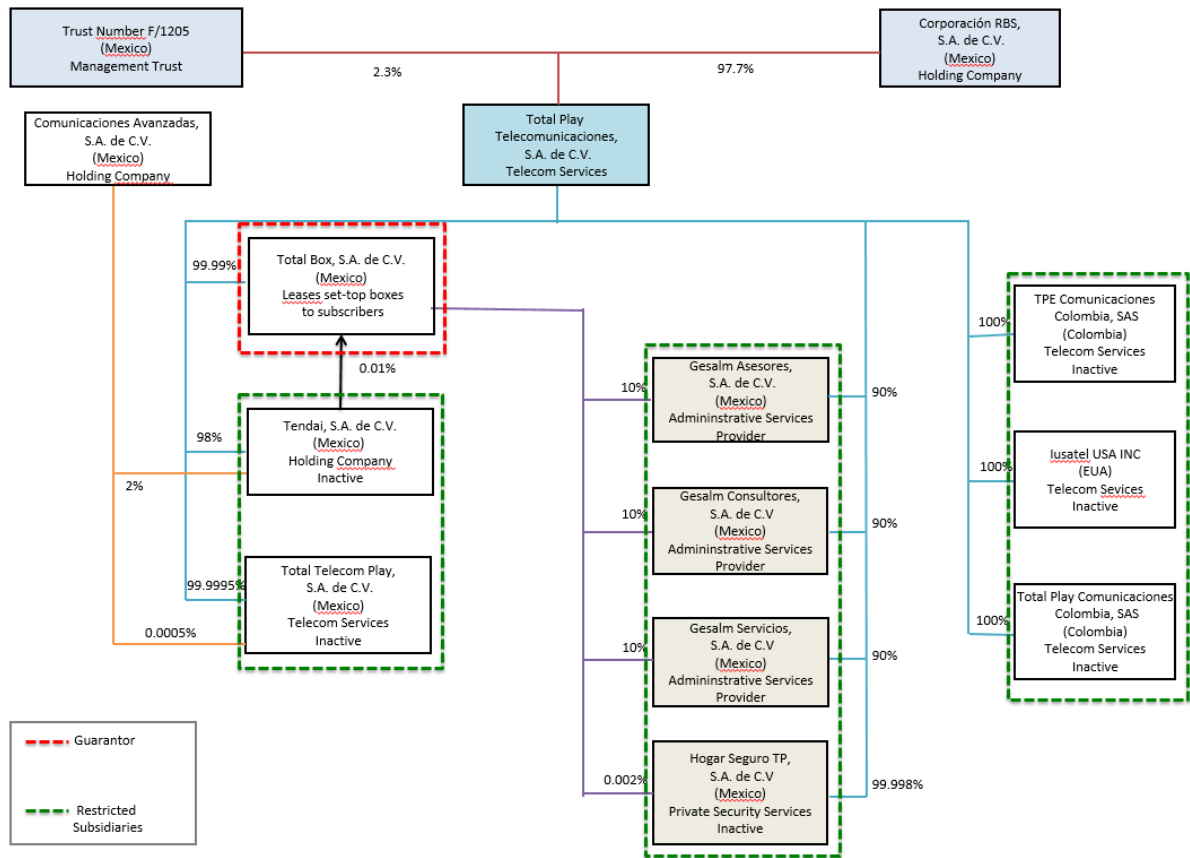 Trust Number F/1205
(Mexico)
Management Trust
Corporación RBS,
S.A. de C.V.
(Mexico)
Holding Company
2.3%
97.7%
Comunicaciones Avanzadas,
S.A. de C.V.
(Mexico)
Holding Company
Total Play
Telecomunicaciones,
S.A. de C.V.
Telecom Services
99.99%
Total Box, S.A. de C.V.
(Mexico)
Leases set-top boxes
to subscribers
0.01%
98%
2%
Tendai, S.A. de C.V.
(Mexico)
Holding Company
Inactive
99.9995%
0.0005%
Total Telecom Play,
S.A. de C.V.
(Mexico)
Telecom Services
Inactive
10%
Gesalm Asesores,
S.A. de C.V.
(Mexico)
Admininstrative Services
Provider
90%
10%
Gesalm Consultores,
S.A. de C.V
(Mexico)
Admininstrative Services
Provider
90%
10%
Gesalm Servicios,
S.A. de C.V
(Mexico)
Admininstrative Services
Provider
90%
0.002%
Hogar Seguro TP,
S.A. de C.V
(Mexico)
Private Security Services
Inactive
99.998%
100%
TPE Comunicaciones
Colombia, SAS
(Colombia)
Telecom Services
Inactive
100%
Iusatel USA INC
(EUA)
Telecom Sevices
Inactive
100%
Total Play Comunicaciones
Colombia, SAS
(Colombia)
Telecom Services
Inactive
Guarantor
Restricted
Subsidiaries